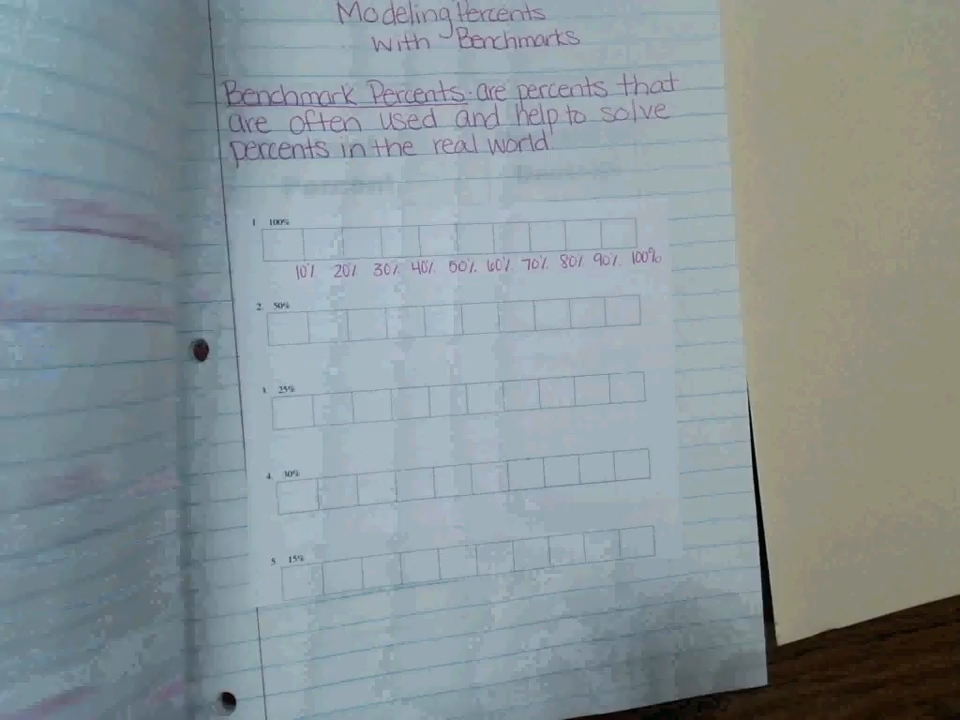 Modeling Percents
with Benchmarks
Benchmark Percents: are percents that
are often used and help to solve
percents in the real world
1. 100%
10% 20% 30% 40% 50% 60% 70% 80% 90% 100%
2. 50%
3. 25%
4. 30%
5. 15%